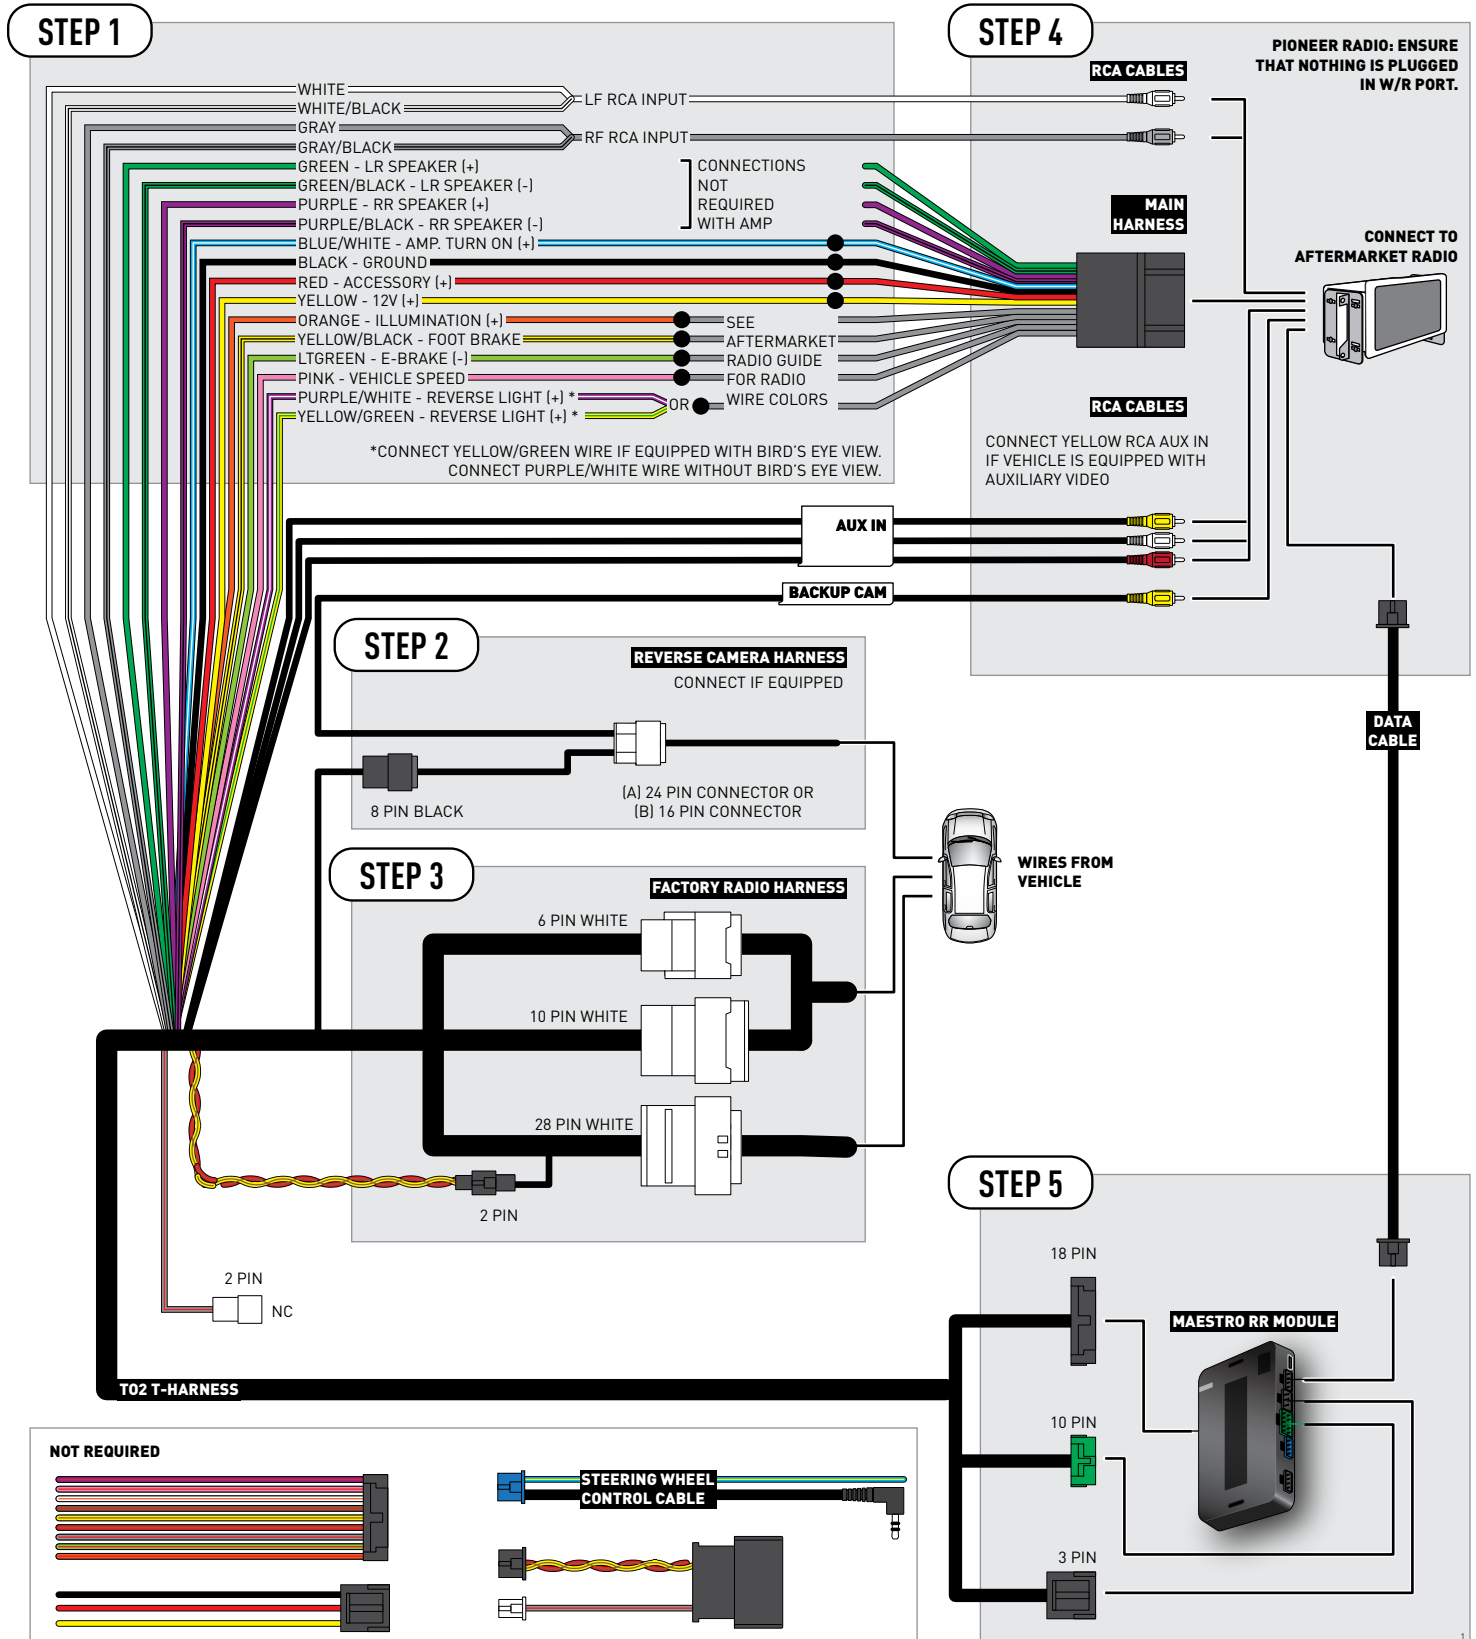 STEP 1
WHITE
WHITE/BLACK
LF RCA INPUT
GRAY
GRAY/BLACK
RF RCA INPUT
GREEN - LR SPEAKER (+)
GREEN/BLACK - LR SPEAKER (-)
PURPLE - RR SPEAKER (+)
PURPLE/BLACK - RR SPEAKER (-)
CONNECTIONS
NOT
REQUIRED
WITH AMP
BLUE/WHITE - AMP. TURN ON (+)
BLACK - GROUND
RED - ACCESSORY (+)
YELLOW - 12V (+)
ORANGE - ILLUMINATION (+)
YELLOW/BLACK - FOOT BRAKE
LTGREEN - E-BRAKE (-)
PINK - VEHICLE SPEED
PURPLE/WHITE - REVERSE LIGHT (+) *
YELLOW/GREEN - REVERSE LIGHT (+) *
OR
SEE
AFTERMARKET
RADIO GUIDE
FOR RADIO
WIRE COLORS
*CONNECT YELLOW/GREEN WIRE IF EQUIPPED WITH BIRD'S EYE VIEW.
CONNECT PURPLE/WHITE WIRE WITHOUT BIRD'S EYE VIEW.
STEP 4
PIONEER RADIO: ENSURE
THAT NOTHING IS PLUGGED
IN W/R PORT.
RCA CABLES
MAIN
HARNESS
CONNECT TO
AFTERMARKET RADIO
RCA CABLES
CONNECT YELLOW RCA AUX IN
IF VEHICLE IS EQUIPPED WITH
AUXILIARY VIDEO
AUX IN
BACKUP CAM
DATA
CABLE
STEP 2
REVERSE CAMERA HARNESS
CONNECT IF EQUIPPED
8 PIN BLACK
(A) 24 PIN CONNECTOR OR
(B) 16 PIN CONNECTOR
WIRES FROM
VEHICLE
STEP 3
FACTORY RADIO HARNESS
6 PIN WHITE
10 PIN WHITE
28 PIN WHITE
2 PIN
2 PIN
NC
T02 T-HARNESS
STEP 5
18 PIN
MAESTRO RR MODULE
10 PIN
3 PIN
NOT REQUIRED
STEERING WHEEL
CONTROL CABLE
1